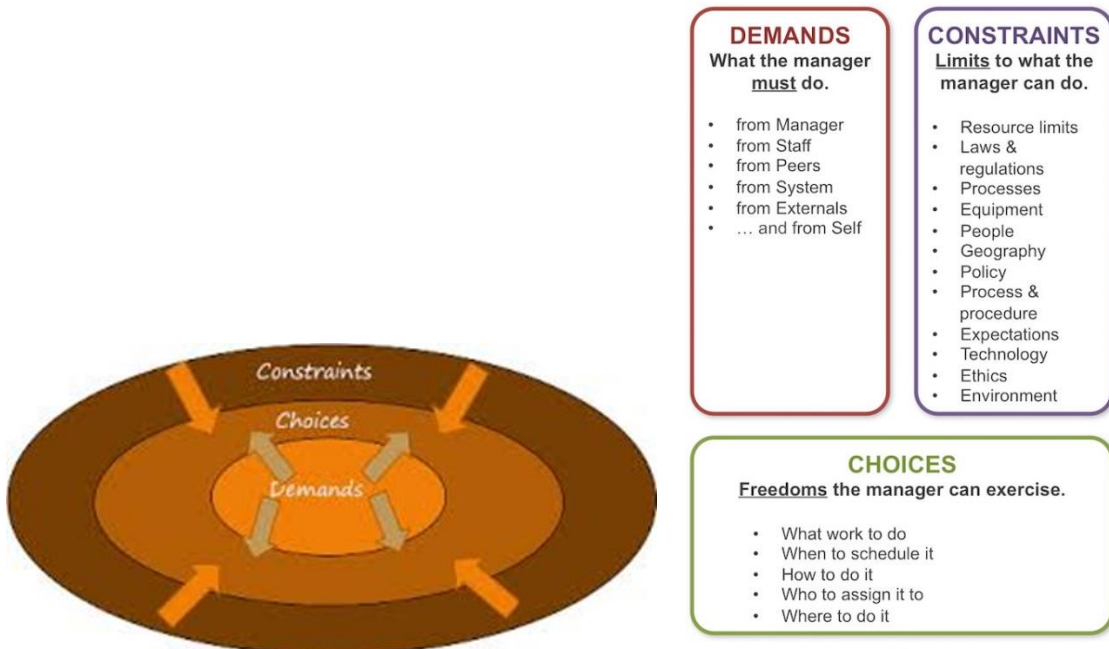 Constraints
Choices
Demands
DEMANDS
What the manager
must do.
• from Manager
• from Staff
• from Peers
• from System
• from Externals
• … and from Self
CONSTRAINTS
Limits to what the
manager can do.
• Resource limits
• Laws &
regulations
• Processes
• Equipment
• People
• Geography
• Policy
• Process &
procedure
• Expectations
• Technology
• Ethics
• Environment
CHOICES
Freedoms the manager can exercise.
• What work to do
• When to schedule it
• How to do it
• Who to assign it to
• Where to do it